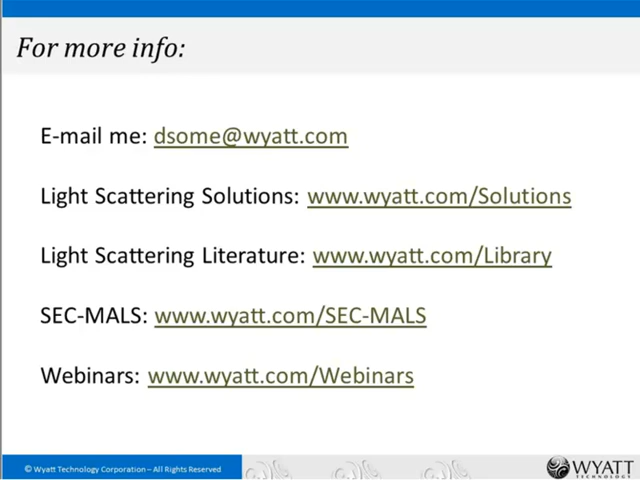 For more info:
E-mail me: dsome@wyatt.com
Light Scattering Solutions: www.wyatt.com/Solutions
Light Scattering Literature: www.wyatt.com/Library
SEC-MALS: www.wyatt.com/SEC-MALS
Webinars: www.wyatt.com/Webinars
© Wyatt Technology Corporation – All Rights Reserved
WYATT
TECHNOLOGY